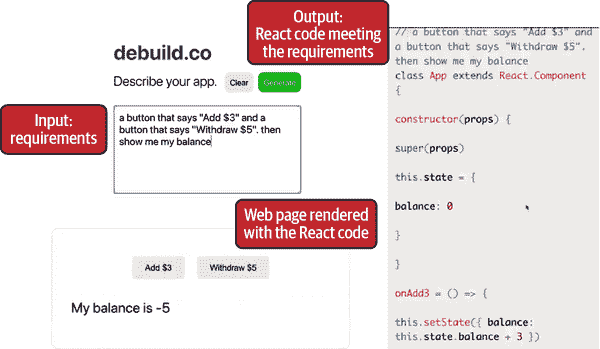 Output:
React code meeting
the requirements
debuild.co
Describe your app.
Clear
Generate
Input:
requirements
a button that says "Add $3" and a
button that says "Withdraw $5". then
show me my balance
Web page rendered
with the React code
Add $3
Withdraw $5
My balance is -5
// a button that says "Add $3" and
a button that says "Withdraw $5".
then show me my balance
class App extends React.Component
{
constructor(props) {
super(props)
this.state = {
balance: 0
}
}
onAdd3 = () => {
this.setState({ balance:
this.state.balance + 3 })